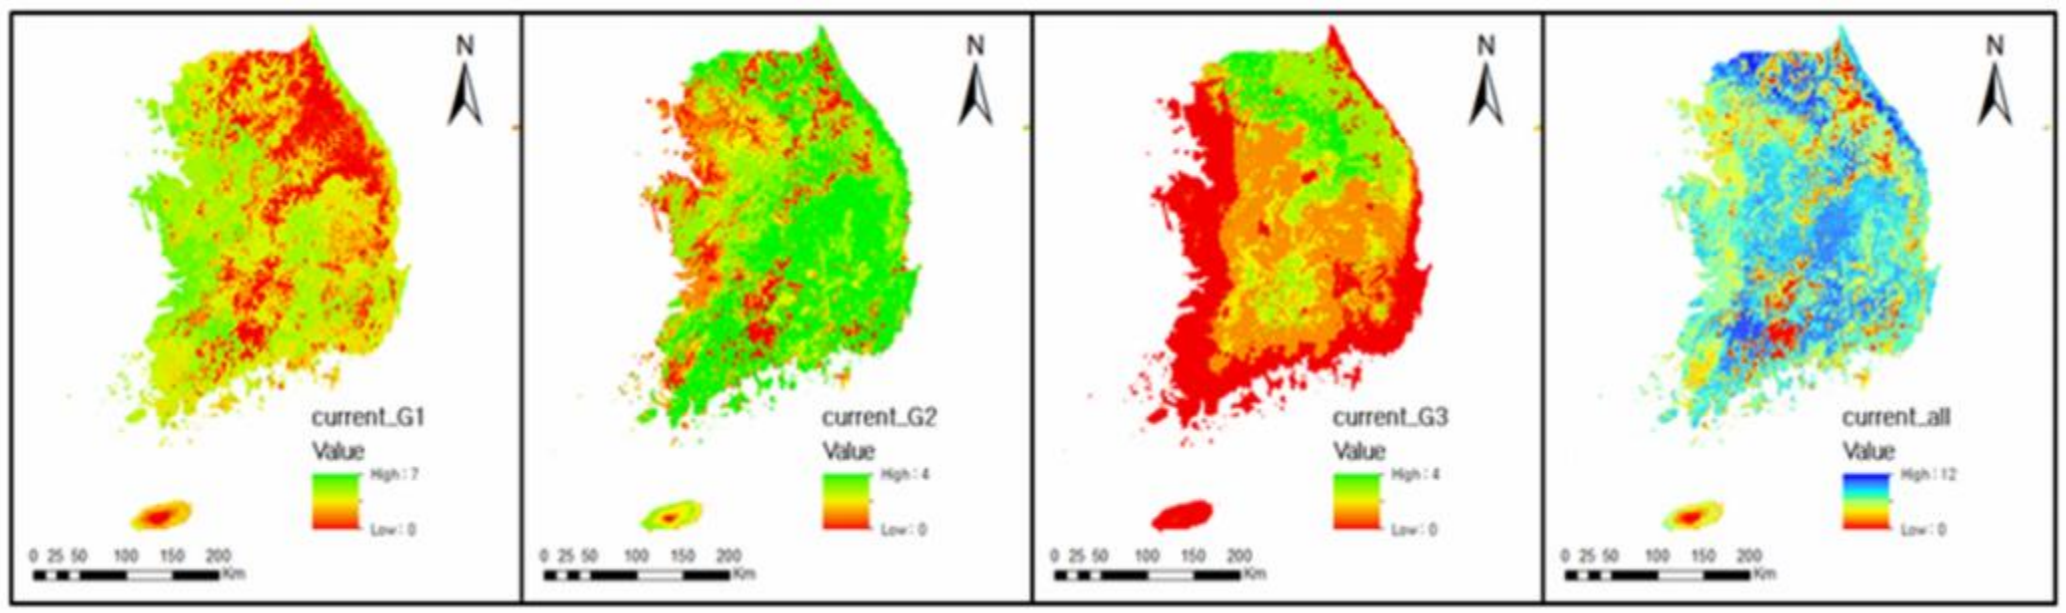 N
current_G1
Value
High : 7
Low : 0
0 25 50 100 150 200
Km
N
current_G2
Value
High : 4
Low : 0
0 25 50 100 150 200
Km
N
current_G3
Value
High : 4
Low : 0
0 25 50 100 150 200
Km
N
current_all
Value
High : 12
Low : 0
0 25 50 100 150 200
Km